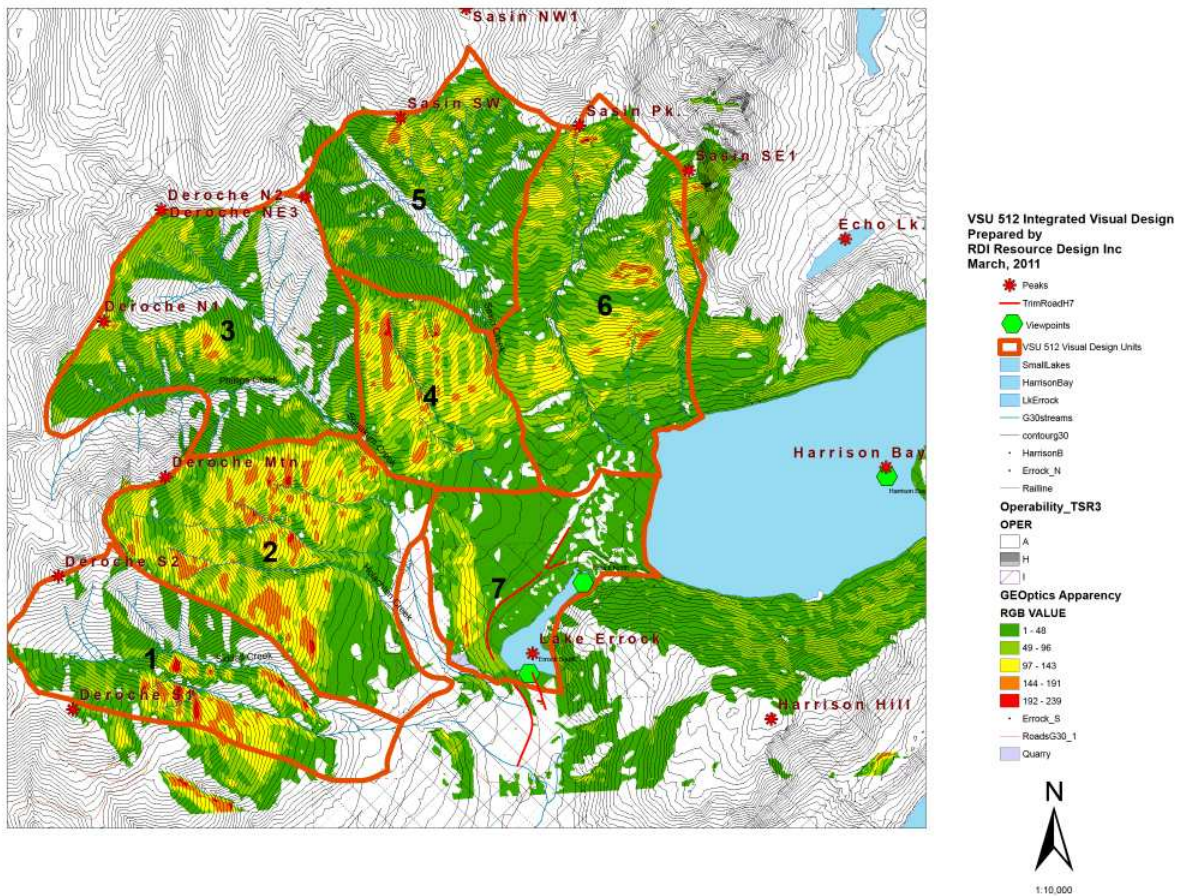 Sasin NW1
Sasin SW
Sasin Pk.
Sasin SE1
5
Deroche N2
Deroche NE3
Echo Lk.
6
Deroche N1
3
4
Harrison Bay
Deroche Mtn
2
Deroche S2
7
Lake Errock
1
Deroche S1
Harrison Hill
VSU 512 Integrated Visual Design
Prepared by
RDI Resource Design Inc
March, 2011
Peaks
TrimRoadH7
Viewpoints
VSU 512 Visual Design Units
SmallLakes
HarrisonBay
LkErrock
G30streams
contourg30
HarrisonB
Errock_N
Railline
Operability_TSR3
OPER
A
H
I
GEOptics Apparency
RGB VALUE
1 - 48
49 - 96
97 - 143
144 - 191
192 - 239
Errock_S
RoadsG30_1
Quarry
N
1:10,000